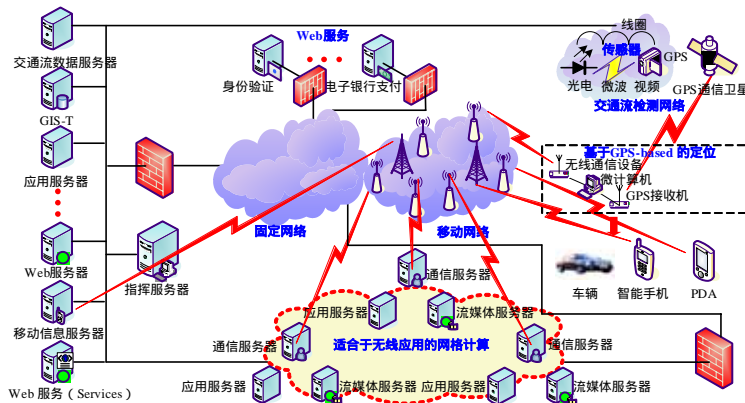 Web服务
线圈
传感器
GPS
交通流数据服务器
身份验证
电子银行支付
光电
微波
视频
GPS通信卫星
交通流检测网络
GIS-T
基于GPS-based 的定位
无线通信设备
微计算机
GPS接收机
应用服务器
固定网络
移动网络
Web服务器
指挥服务器
通信服务器
车辆
智能手机
PDA
移动信息服务器
应用服务器
流媒体服务器
通信服务器
适合于无线应用的网格计算
通信服务器
Web 服务（Services）
应用服务器
流媒体服务器
应用服务器
流媒体服务器